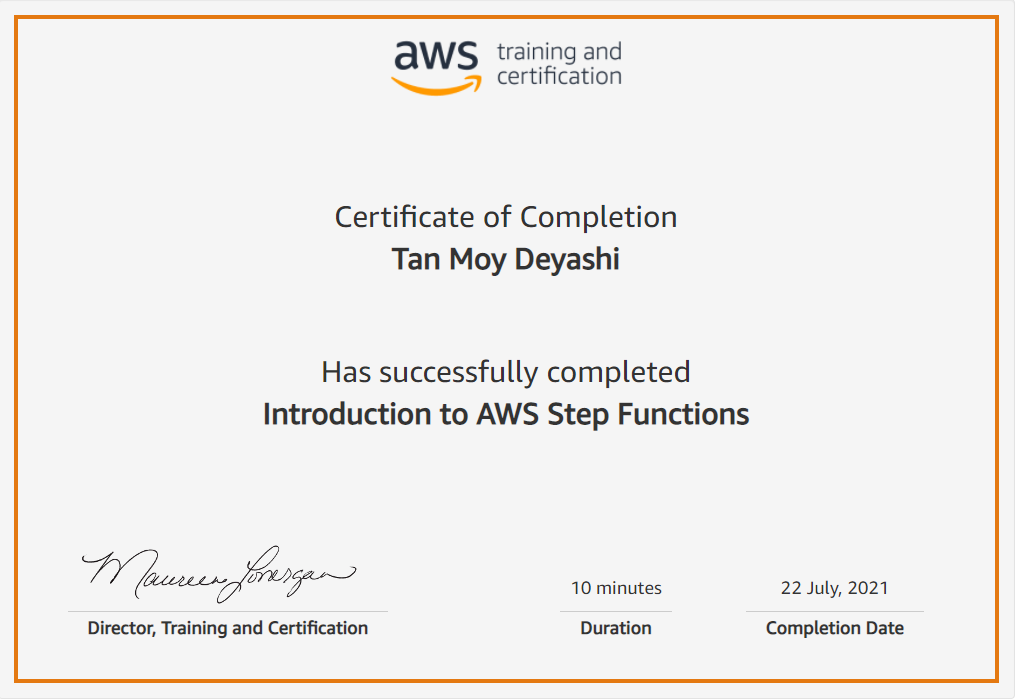 aws training and
certification
Certificate of Completion
Tan Moy Deyashi
Has successfully completed
Introduction to AWS Step Functions
Maureen Lonergan
10 minutes
22 July, 2021
Director, Training and Certification
Duration
Completion Date